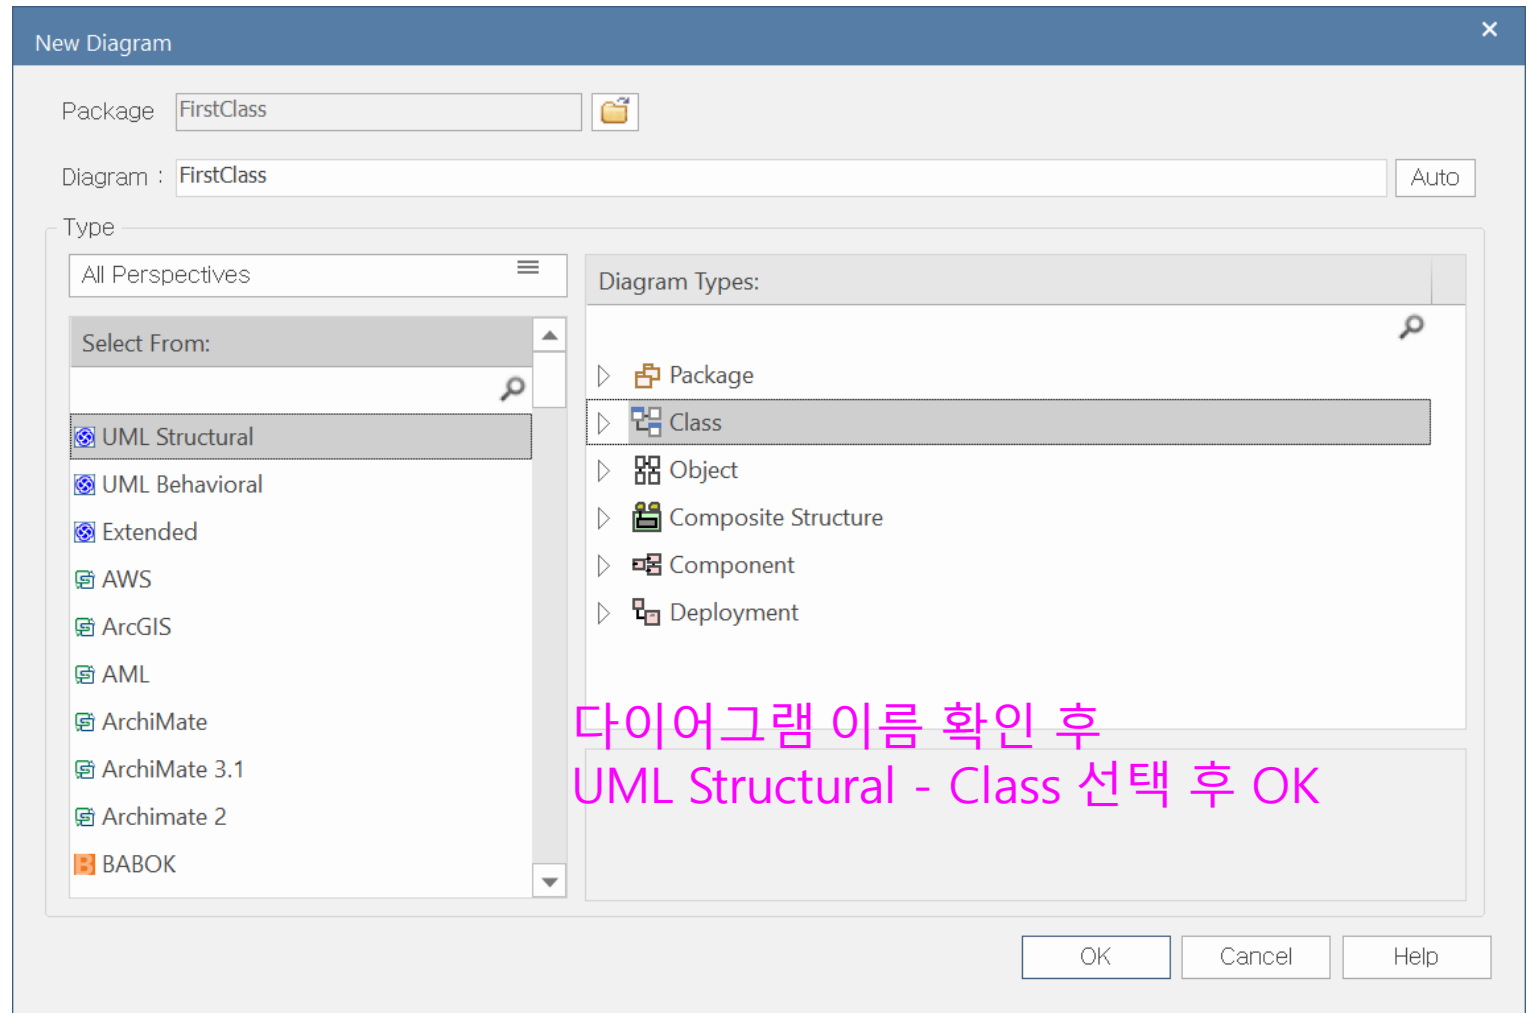 New Diagram
Package FirstClass
Diagram : FirstClass Auto
Type
All Perspectives
Select From:
UML Structural
UML Behavioral
Extended
AWS
ArcGIS
AML
ArchiMate
ArchiMate 3.1
Archimate 2
BABOK
Diagram Types:
Package
Class
Object
Composite Structure
Component
Deployment
다이어그램 이름 확인 후
UML Structural - Class 선택 후 OK
OK Cancel Help